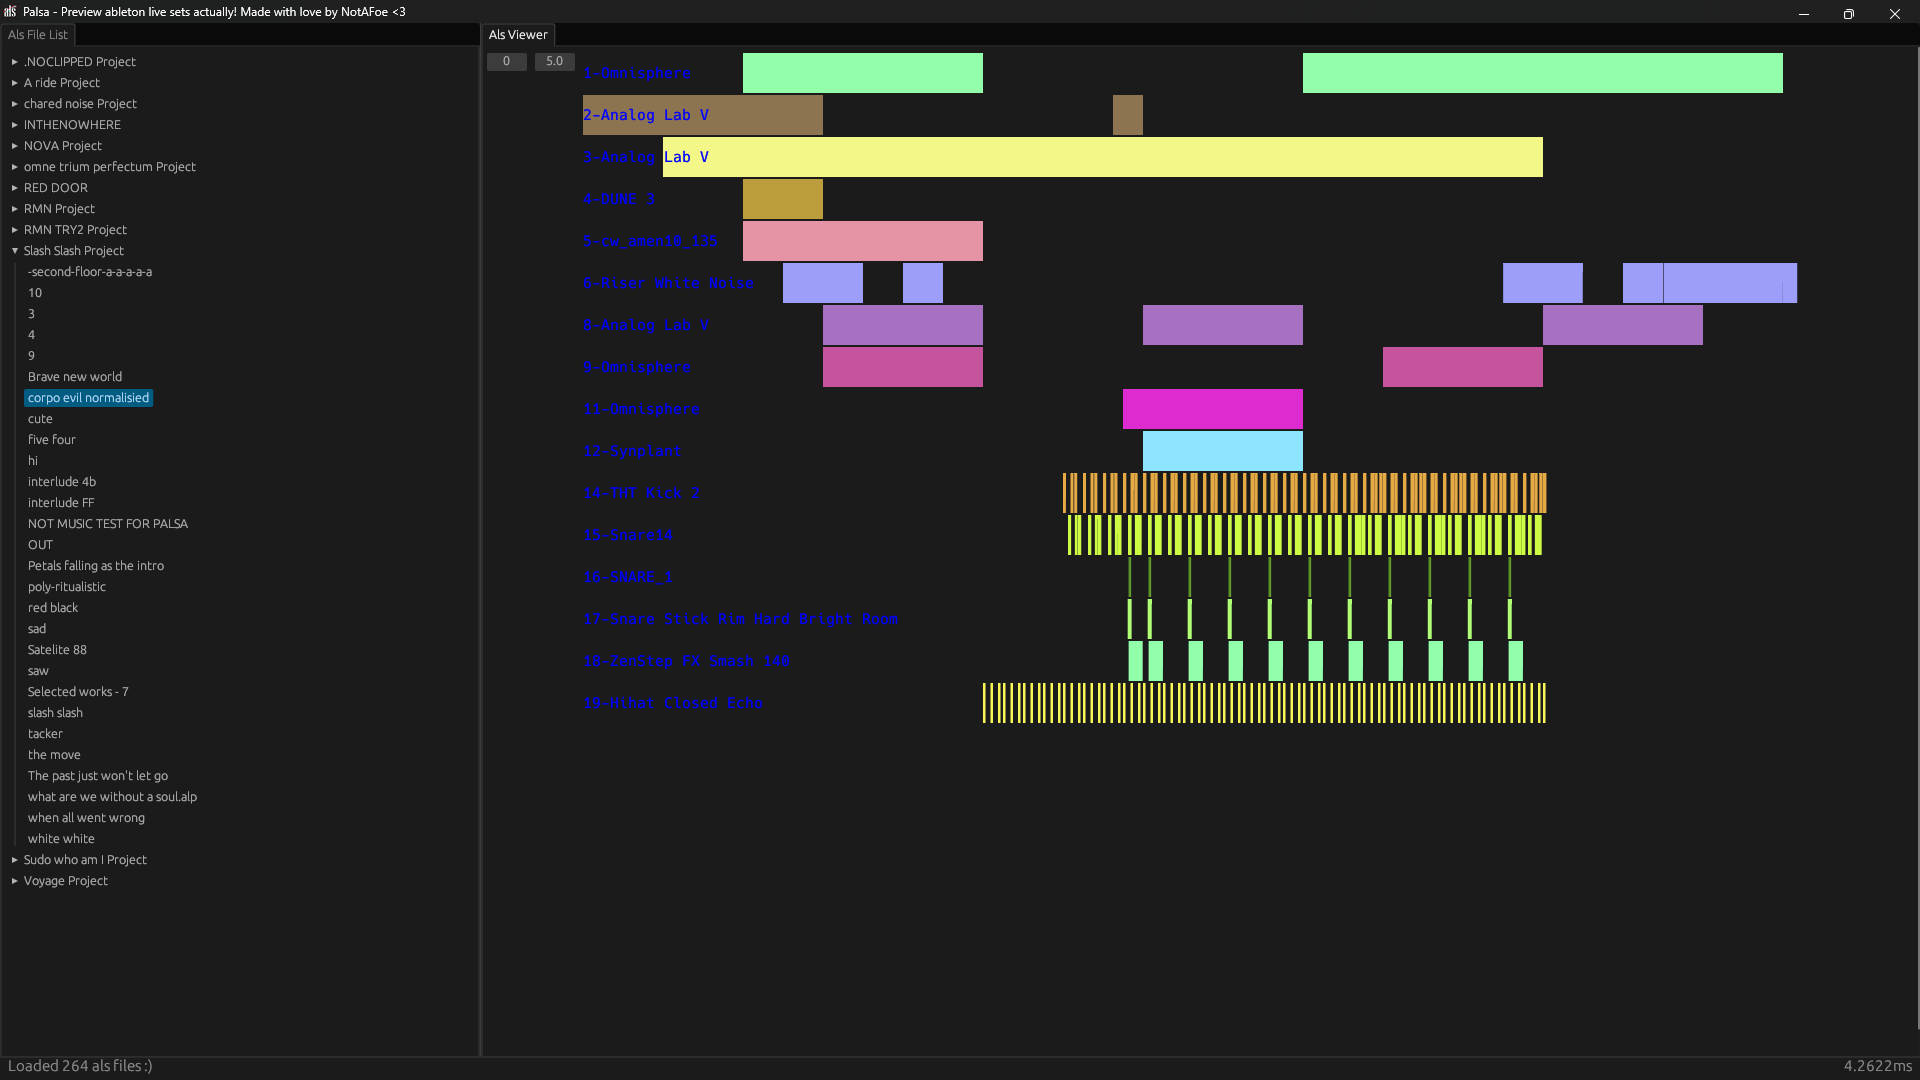 als Palsa - Preview ableton live sets actually! Made with love by NotAFoe <3
Als File List
.NOCLIPPED Project
A ride Project
chared noise Project
INTHENOWHERE
NOVA Project
omne trium perfectum Project
RED DOOR
RMN Project
RMN TRY2 Project
Slash Slash Project
-second-floor-a-a-a-a-a
10
3
4
9
Brave new world
corpo evil normalisied
cute
five four
hi
interlude 4b
interlude FF
NOT MUSIC TEST FOR PALSA
OUT
Petals falling as the intro
poly-ritualistic
red black
sad
Satelite 88
saw
Selected works - 7
slash slash
tacker
the move
The past just won't let go
what are we without a soul.alp
when all went wrong
white white
Sudo who am I Project
Voyage Project
Als Viewer
0 5.0
1-Omnisphere
2-Analog Lab V
3-Analog Lab V
4-DUNE 3
5-cw_amen10_135
6-Riser White Noise
8-Analog Lab V
9-Omnisphere
11-Omnisphere
12-Synplant
14-THT Kick 2
15-Snare14
16-SNARE_1
17-Snare Stick Rim Hard Bright Room
18-ZenStep FX Smash 140
19-Hihat Closed Echo
Loaded 264 als files :)
4.2622ms